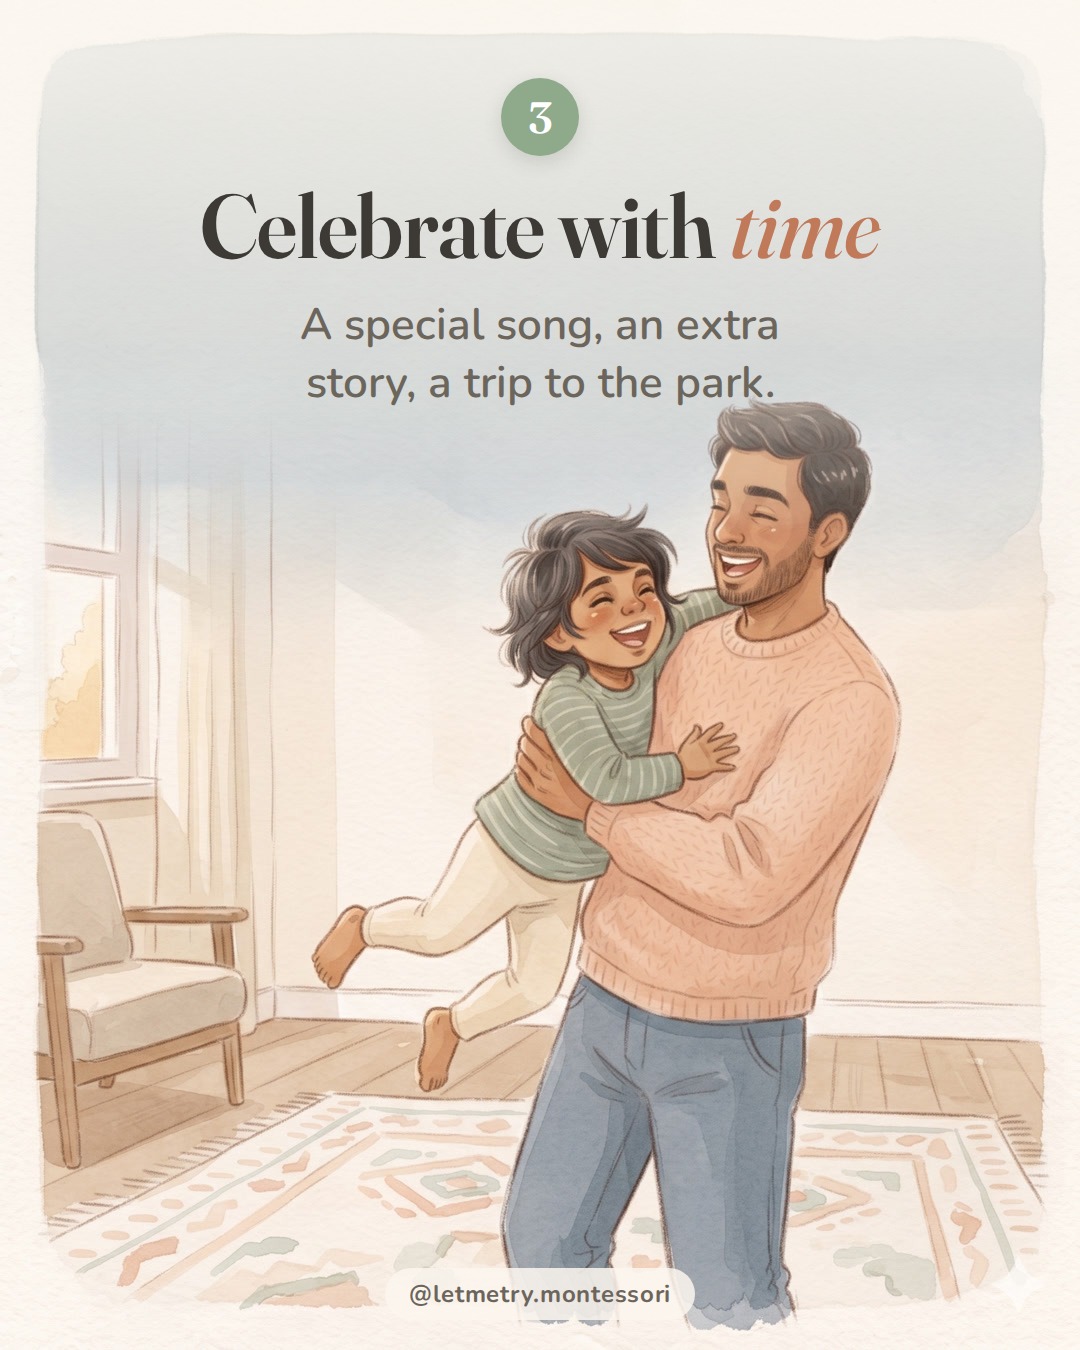 3
Celebrate with time
A special song, an extra
story, a trip to the park.
@letmetry.montessori